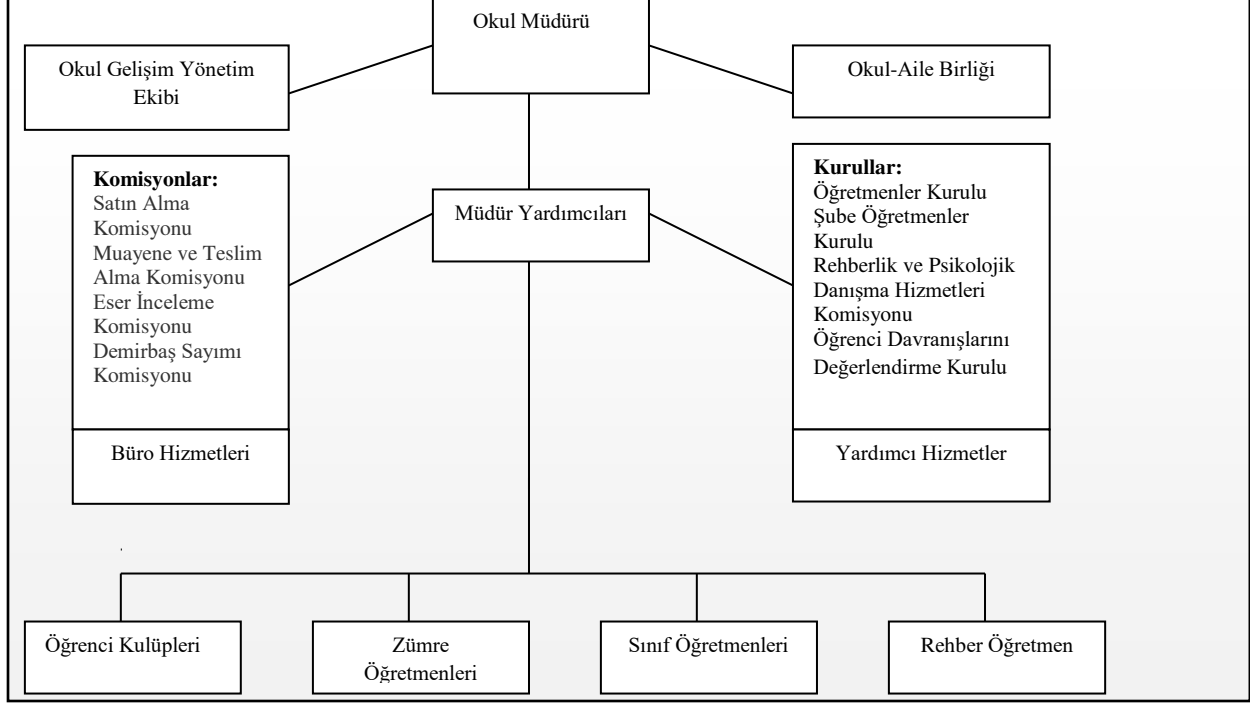 Okul Müdürü
Okul Gelişim Yönetim
Ekibi
Okul-Aile Birliği
Komisyonlar:
Satın Alma
Komisyonu
Muayene ve Teslim
Alma Komisyonu
Eser İnceleme
Komisyonu
Demirbaş Sayımı
Komisyonu
Müdür Yardımcıları
Kurullar:
Öğretmenler Kurulu
Şube Öğretmenler
Kurulu
Rehberlik ve Psikolojik
Danışma Hizmetleri
Komisyonu
Öğrenci Davranışlarını
Değerlendirme Kurulu
Büro Hizmetleri
Yardımcı Hizmetler
Öğrenci Kulüpleri
Zümre
Öğretmenleri
Sınıf Öğretmenleri
Rehber Öğretmen